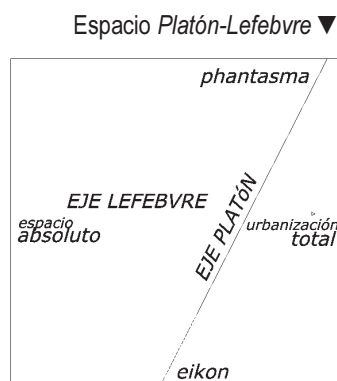 Espacio Platón-Lefebvre ▼
phantasma
EJE LEFEBVRE
EJE PLATÓN
espacio
absoluto
urbanización
total
eikon